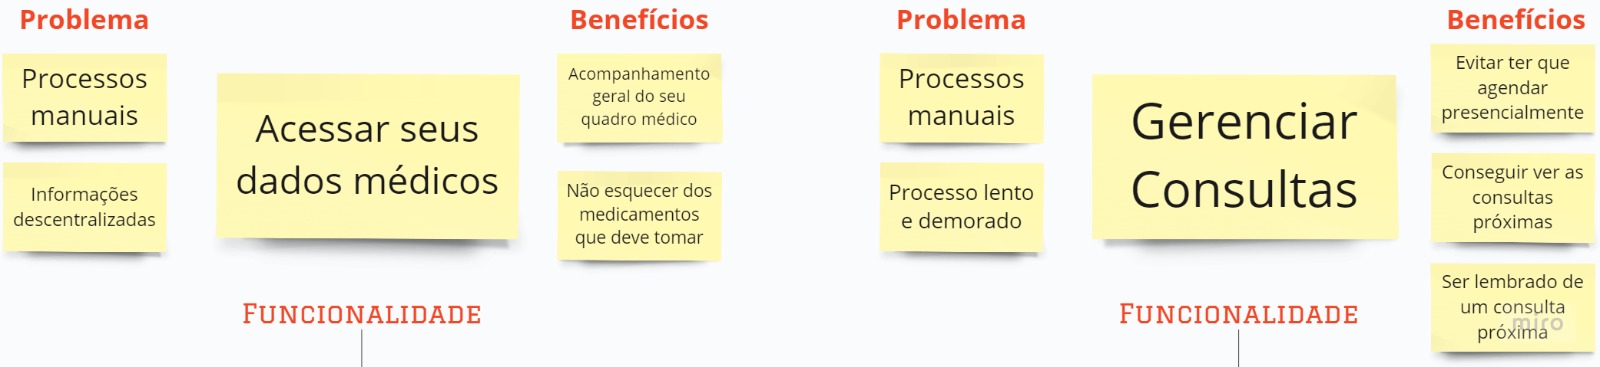 Problema
Processos
manuais
Informações
descentralizadas
Acessar seus
dados médicos
Benefícios
Acompanhamento
geral do seu
quadro médico
Não esquecer dos
medicamentos
que deve tomar
Funcionalidade
Problema
Processos
manuais
Processo lento
e demorado
Gerenciar
Consultas
Benefícios
Evitar ter que
agendar
presencialmente
Conseguir ver as
consultas
próximas
Ser lembrado de
um consulta
próxima
miro
Funcionalidade